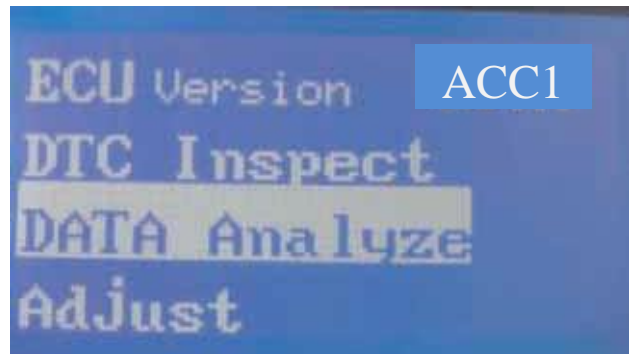 ECU Version
ACC1
DTC Inspect
DATA Analyze
Adjust